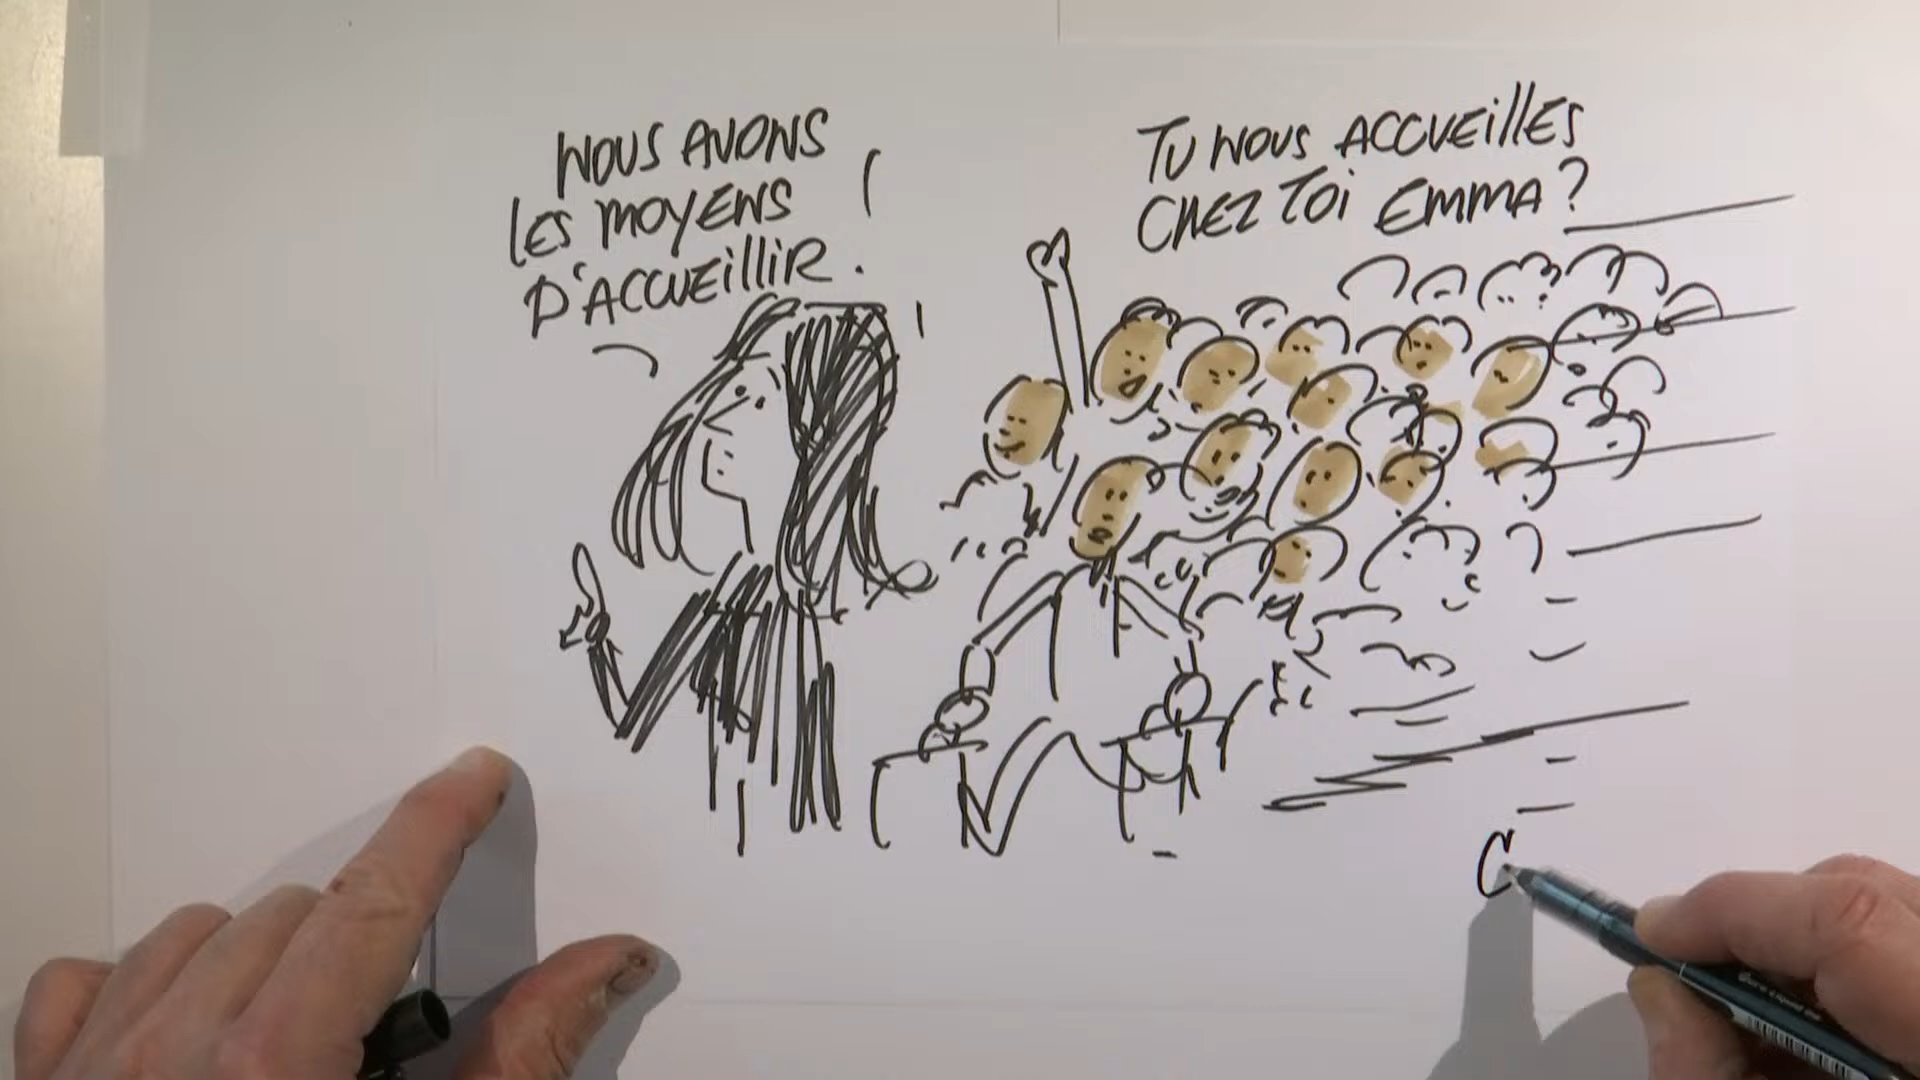 NOUS AVONS
LES MOYENS
D'ACCUEILLIR.
TU NOUS ACCUEILLES
CHEZ TOI EMMA?
C